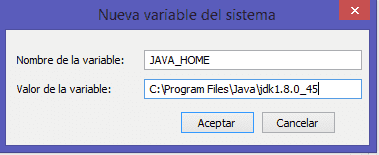 Nueva variable del sistema
Nombre de la variable: JAVA_HOME
Valor de la variable: C:\Program Files\Java\jdk1.8.0_45
Aceptar Cancelar